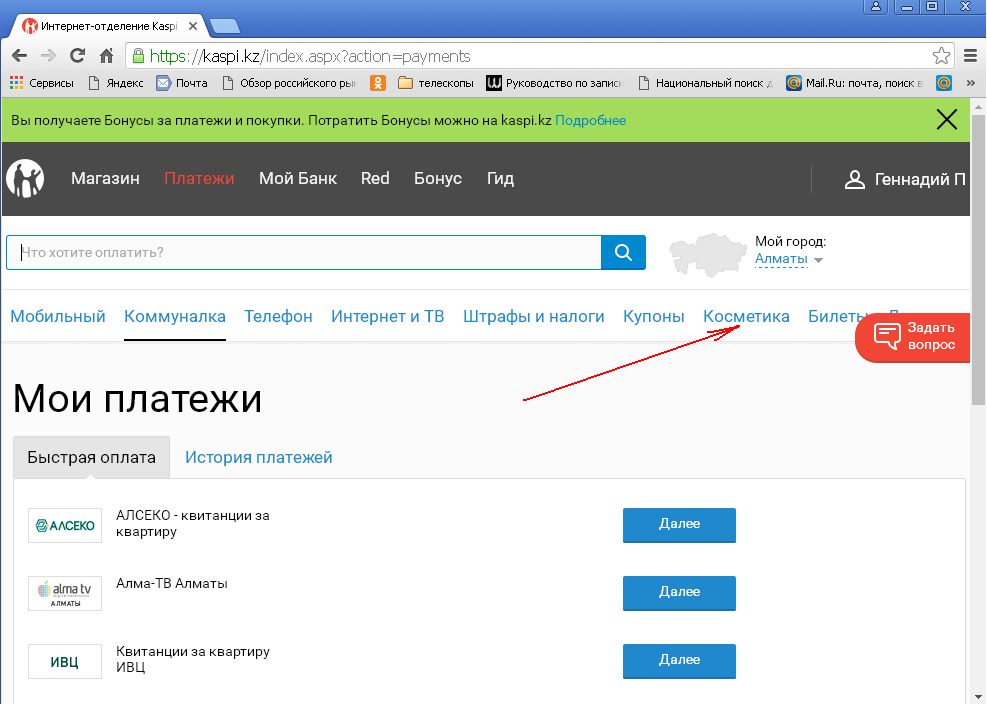 Интернет-отделение Kaspi
https://kaspi.kz/index.aspx?action=payments
Сервисы Яндекс Почта Обзор российского рын телескопы Руководство по запис Национальный поиск Mail.Ru: почта, поиск в »
Вы получаете Бонусы за платежи и покупки. Потратить Бонусы можно на kaspi.kz Подробнее
Магазин Платежи Мой Банк Red Бонус Гид Геннадий П
Что хотите оплатить?
Мой город:
Алматы
Мобильный Коммуналка Телефон Интернет и ТВ Штрафы и налоги Купоны Косметика Билеты
Задать
вопрос
Мои платежи
Быстрая оплата История платежей
АЛСЕКО
АЛСЕКО - квитанции за
квартиру
Далее
alma tv
АЛМАТЫ
Алма-ТВ Алматы
Далее
ИВЦ
Квитанции за квартиру
ИВЦ
Далее